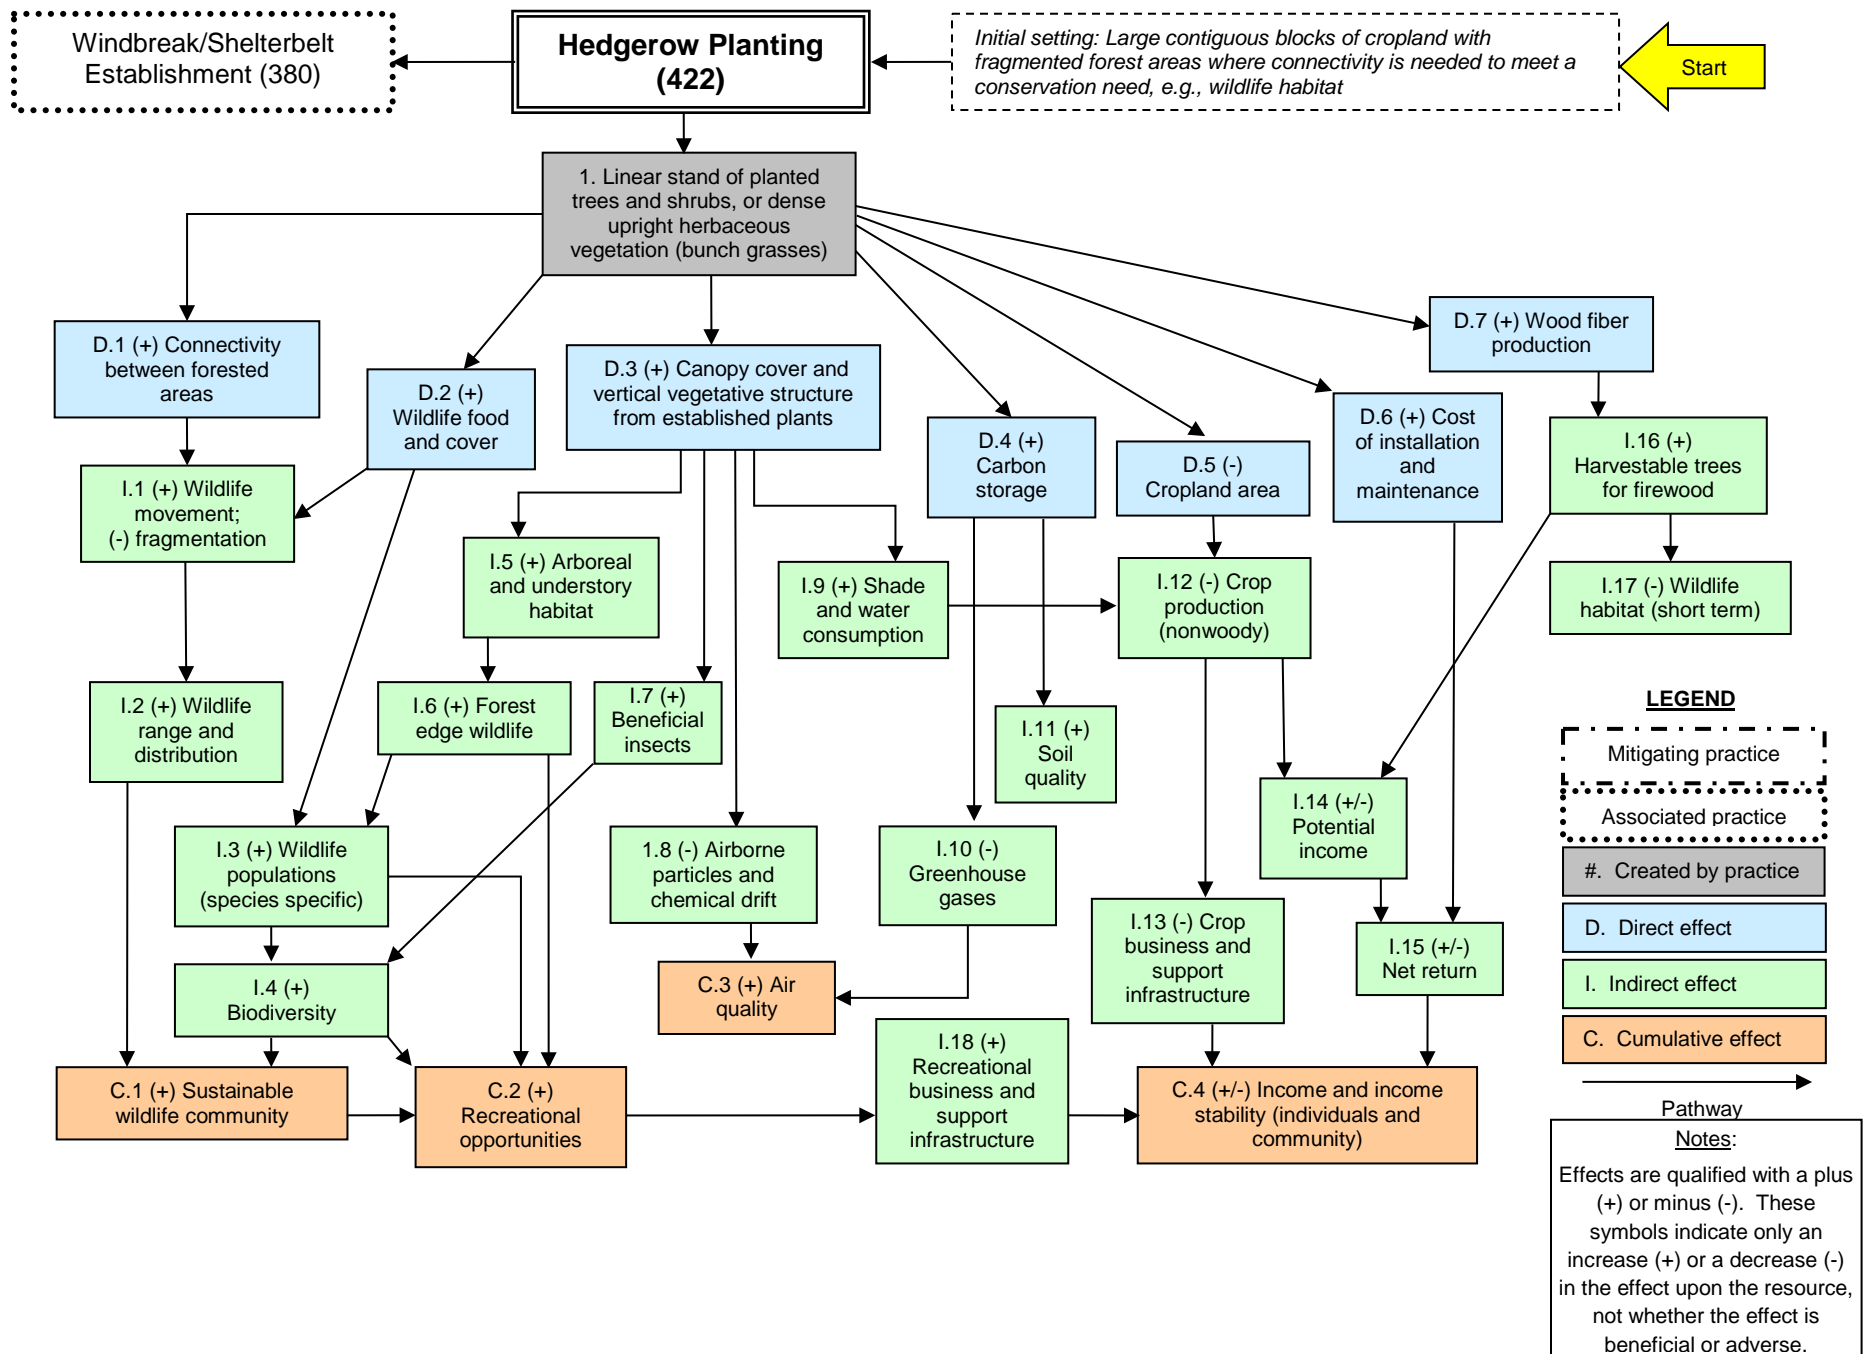 Windbreak/Shelterbelt
Establishment (380)
Hedgerow Planting
(422)
Initial setting: Large contiguous blocks of cropland with
fragmented forest areas where connectivity is needed to meet a
conservation need, e.g., wildlife habitat
Start
1. Linear stand of planted
trees and shrubs, or dense
upright herbaceous
vegetation (bunch grasses)
D.1 (+) Connectivity
between forested
areas
D.2 (+)
Wildlife food
and cover
D.3 (+) Canopy cover and
vertical vegetative structure
from established plants
D.4 (+)
Carbon
storage
D.5 (-)
Cropland area
D.6 (+) Cost
of installation
and
maintenance
D.7 (+) Wood fiber
production
I.1 (+) Wildlife
movement;
(-) fragmentation
I.5 (+) Arboreal
and understory
habitat
I.9 (+) Shade
and water
consumption
I.12 (-) Crop
production
(nonwoody)
I.16 (+)
Harvestable trees
for firewood
I.17 (-) Wildlife
habitat (short term)
I.2 (+) Wildlife
range and
distribution
I.6 (+) Forest
edge wildlife
I.7 (+)
Beneficial
insects
I.11 (+)
Soil
quality
I.14 (+/-)
Potential
income
I.3 (+) Wildlife
populations
(species specific)
1.8 (-) Airborne
particles and
chemical drift
I.10 (-)
Greenhouse
gases
I.13 (-) Crop
business and
support
infrastructure
I.15 (+/-)
Net return
I.4 (+)
Biodiversity
C.3 (+) Air
quality
I.18 (+)
Recreational
business and
support
infrastructure
C.1 (+) Sustainable
wildlife community
C.2 (+)
Recreational
opportunities
C.4 (+/-) Income and income
stability (individuals and
community)
LEGEND
Mitigating practice
Associated practice
#. Created by practice
D. Direct effect
I. Indirect effect
C. Cumulative effect
Pathway
Notes:
Effects are qualified with a plus
(+) or minus (-). These
symbols indicate only an
increase (+) or a decrease (-)
in the effect upon the resource,
not whether the effect is
beneficial or adverse.